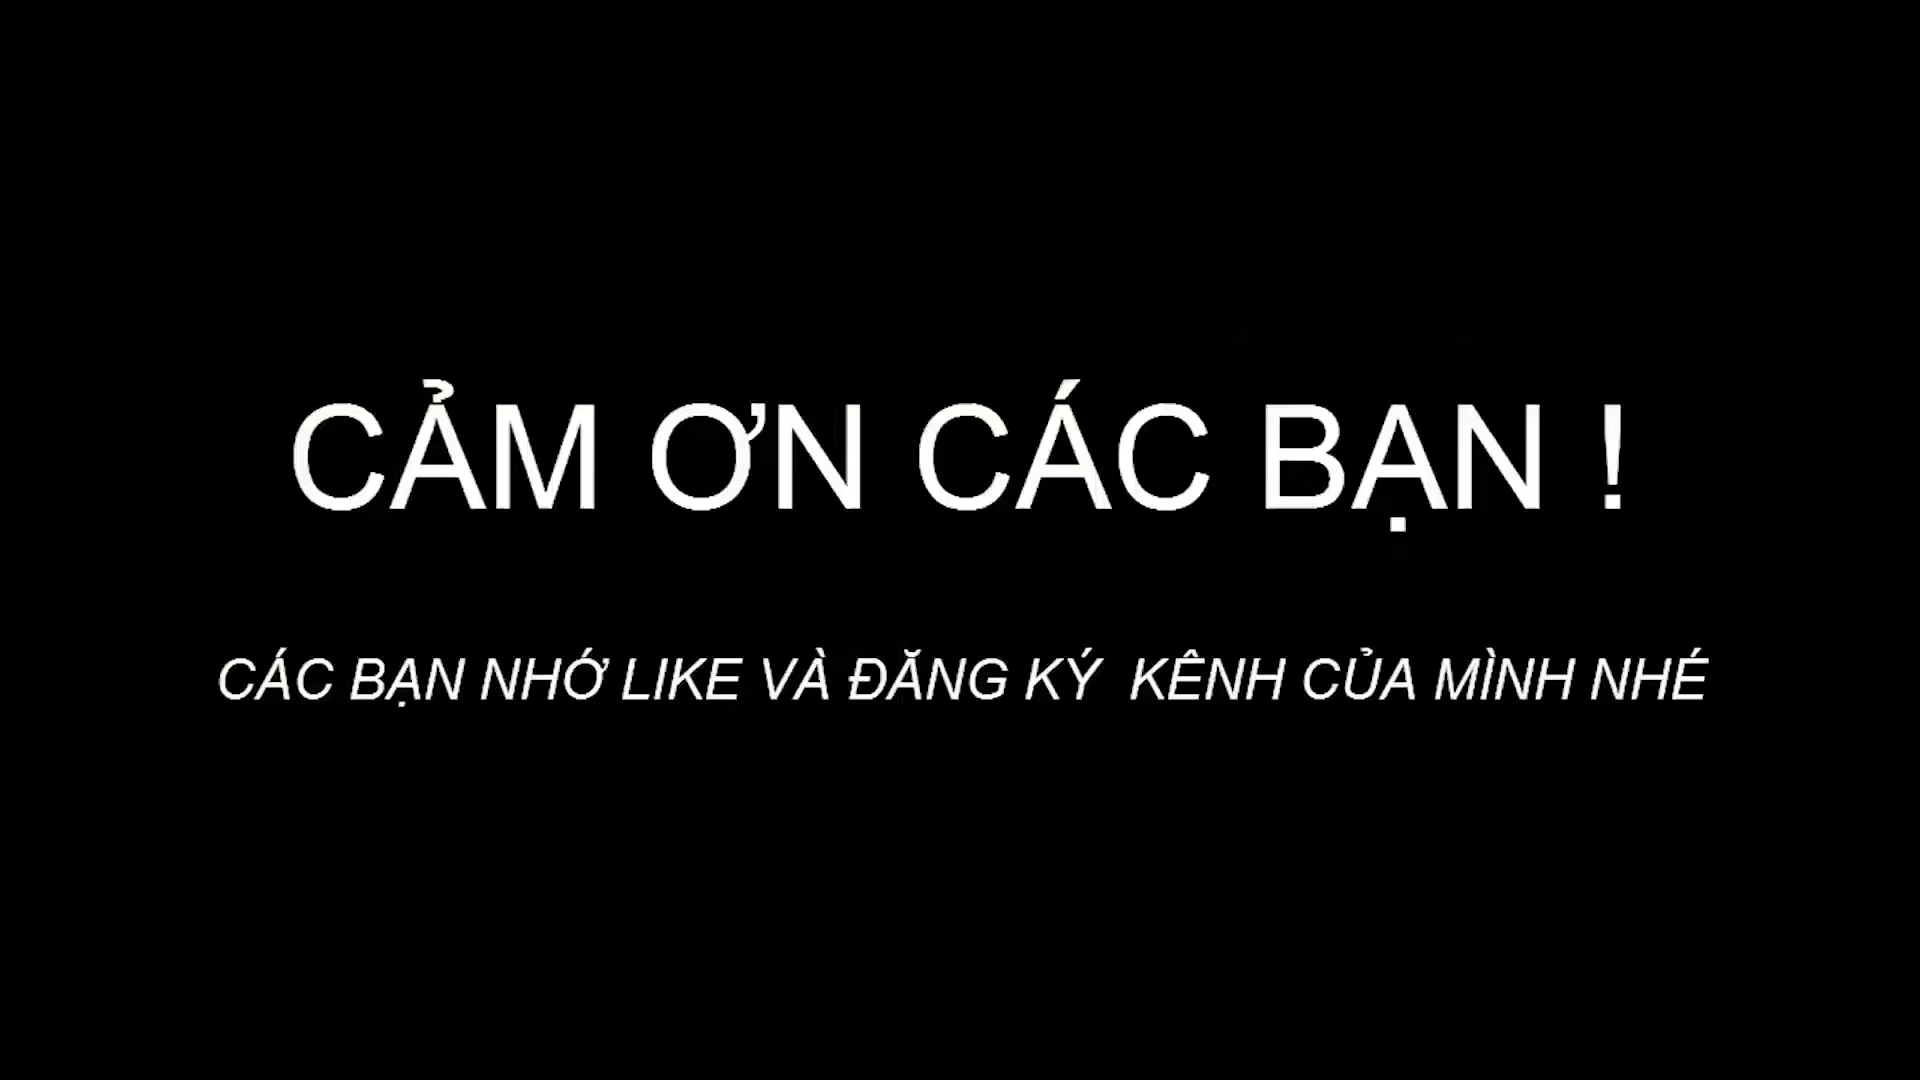 CẢM ƠN CÁC BẠN !
CÁC BẠN NHỚ LIKE VÀ ĐĂNG KÝ  KÊNH CỦA MÌNH NHÉ